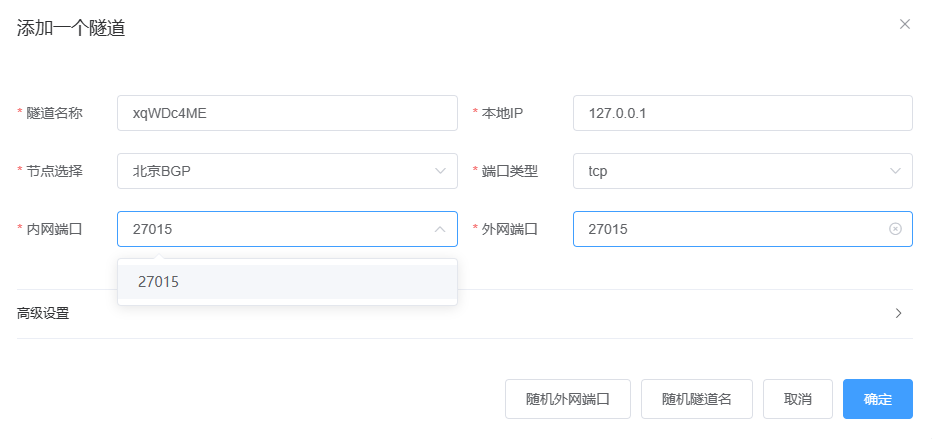 添加一个隧道
* 隧道名称 xqWDc4ME * 本地IP 127.0.0.1
* 节点选择 北京BGP * 端口类型 tcp
* 内网端口 27015 * 外网端口 27015
27015
高级设置
随机外网端口 随机隧道名 取消 确定